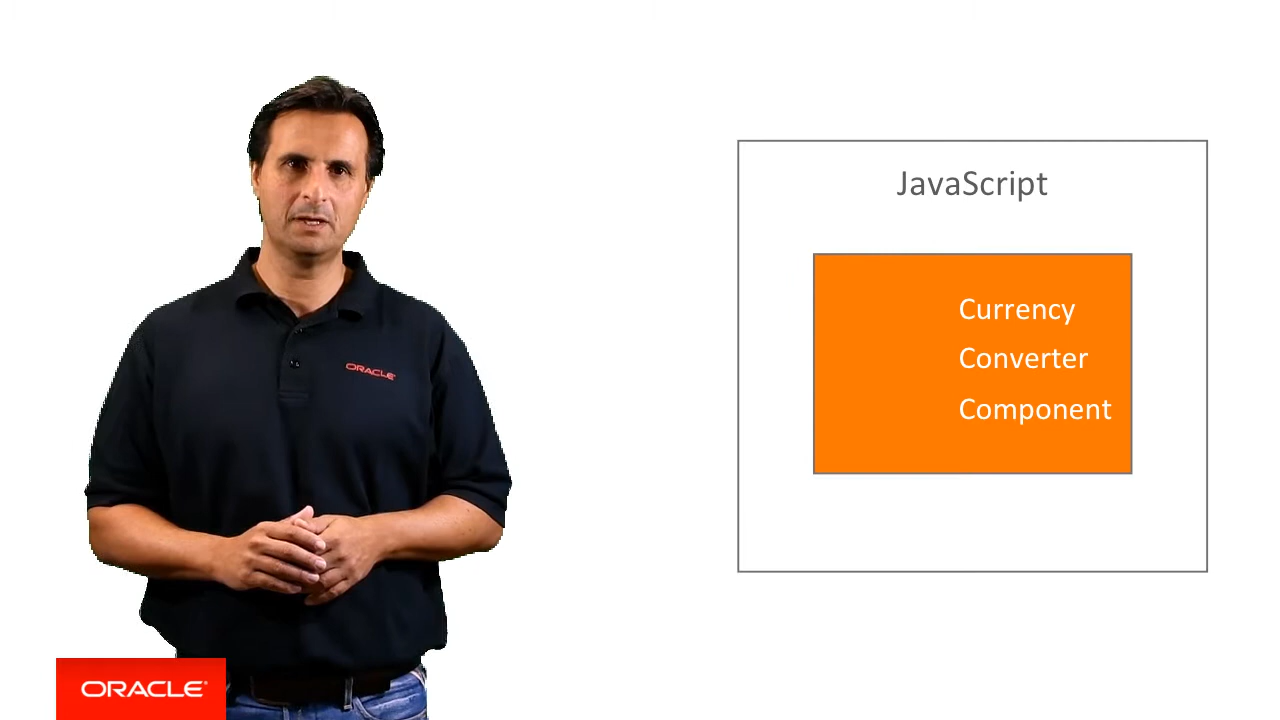 JavaScript
Currency
Converter
Component
ORACLE
ORACLE